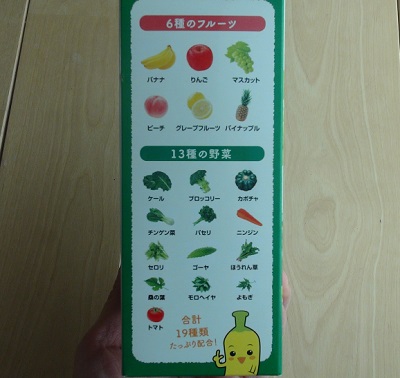 6種のフルーツ
バナナ りんご マスカット
ピーチ グレープフルーツ パイナップル
13種の野菜
ケール ブロッコリー カボチャ
チンゲン菜 パセリ ニンジン
セロリ ゴーヤ ほうれん草
桑の葉 モロヘイヤ よもぎ
トマト
合計
19種類
たっぷり配合!